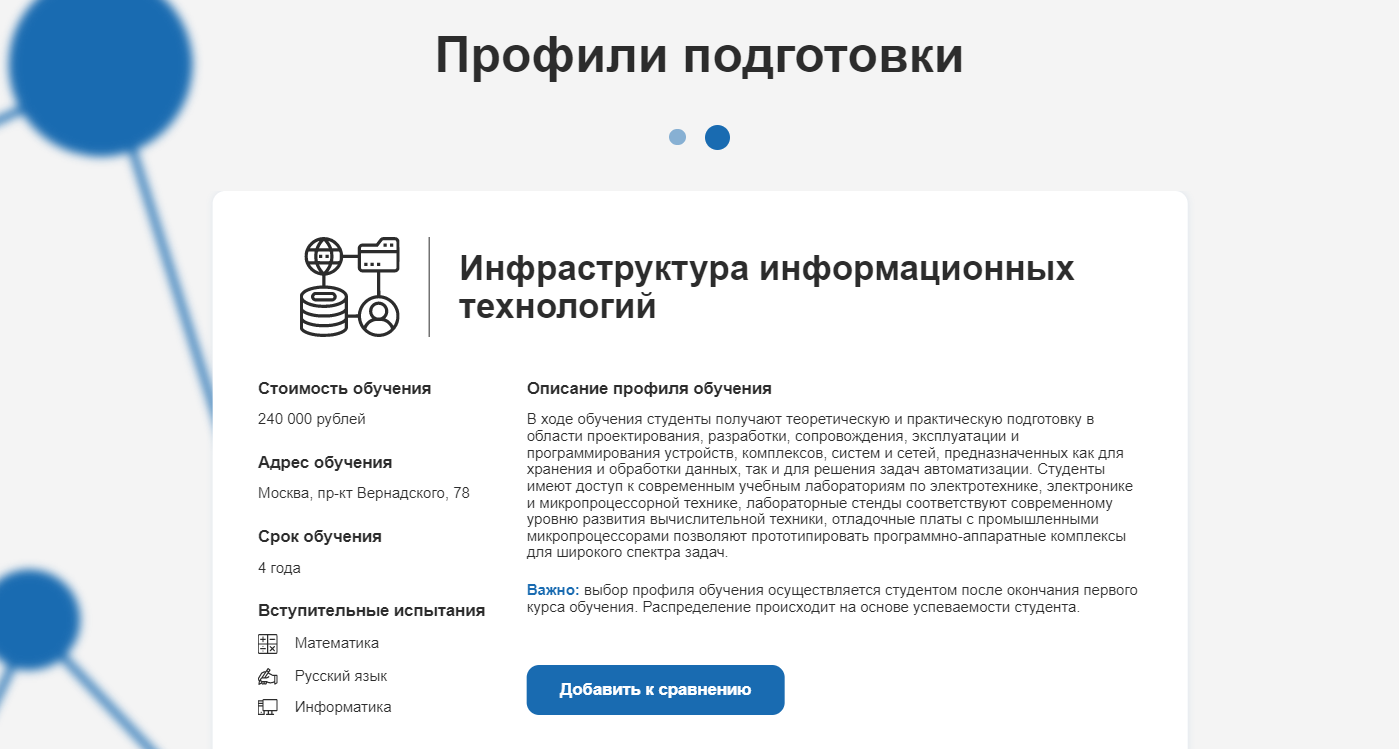 Профили подготовки
Инфраструктура информационных
технологий
Стоимость обучения
240 000 рублей
Адрес обучения
Москва, пр-кт Вернадского, 78
Срок обучения
4 года
Вступительные испытания
Математика
Русский язык
Информатика
Описание профиля обучения
В ходе обучения студенты получают теоретическую и практическую подготовку в
области проектирования, разработки, сопровождения, эксплуатации и
программирования устройств, комплексов, систем и сетей, предназначенных как для
хранения и обработки данных, так и для решения задач автоматизации. Студенты
имеют доступ к современным учебным лабораториям по электротехнике, электронике
и микропроцессорной технике, лабораторные стенды соответствуют современному
уровню развития вычислительной техники, отладочные платы с промышленными
микропроцессорами позволяют прототипировать программно-аппаратные комплексы
для широкого спектра задач.
Важно: выбор профиля обучения осуществляется студентом после окончания первого
курса обучения. Распределение происходит на основе успеваемости студента.
Добавить к сравнению